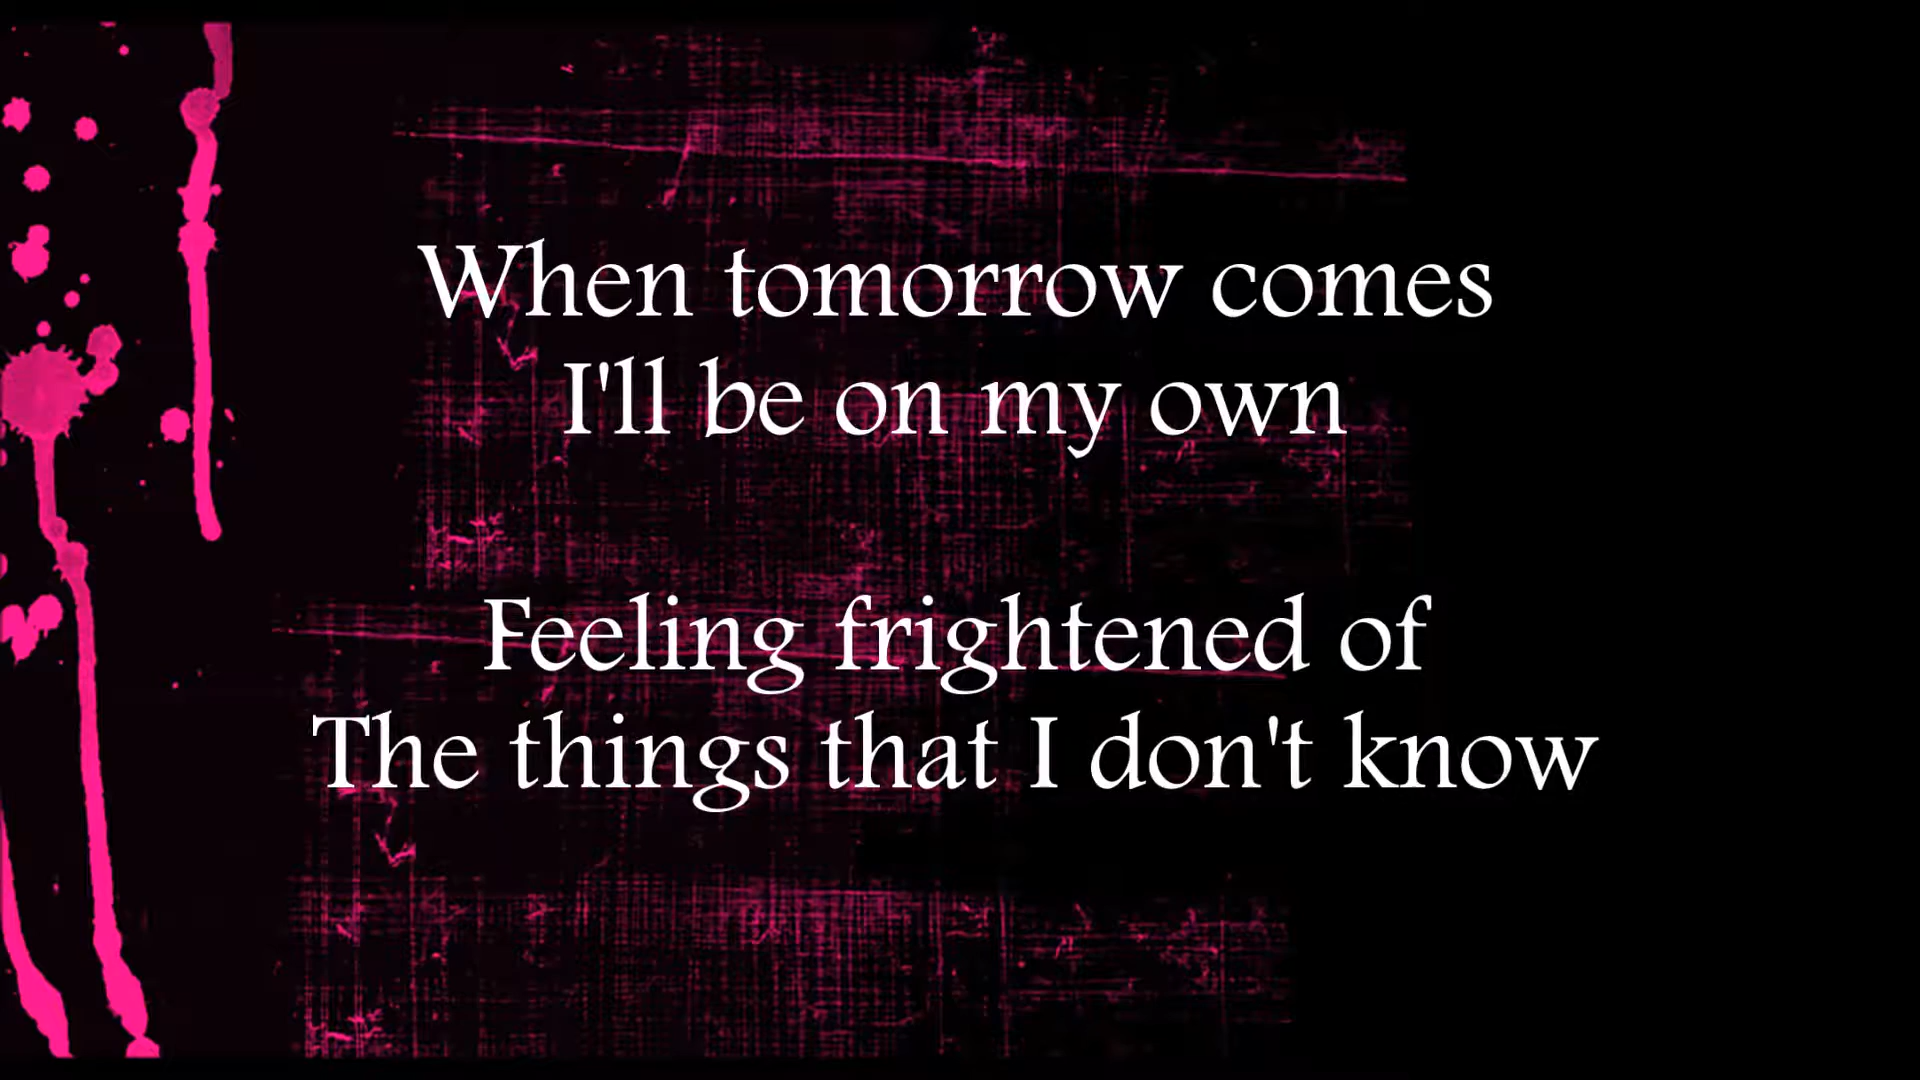 When tomorrow comes
I'll be on my own
Feeling frightened of
The things that I don't know